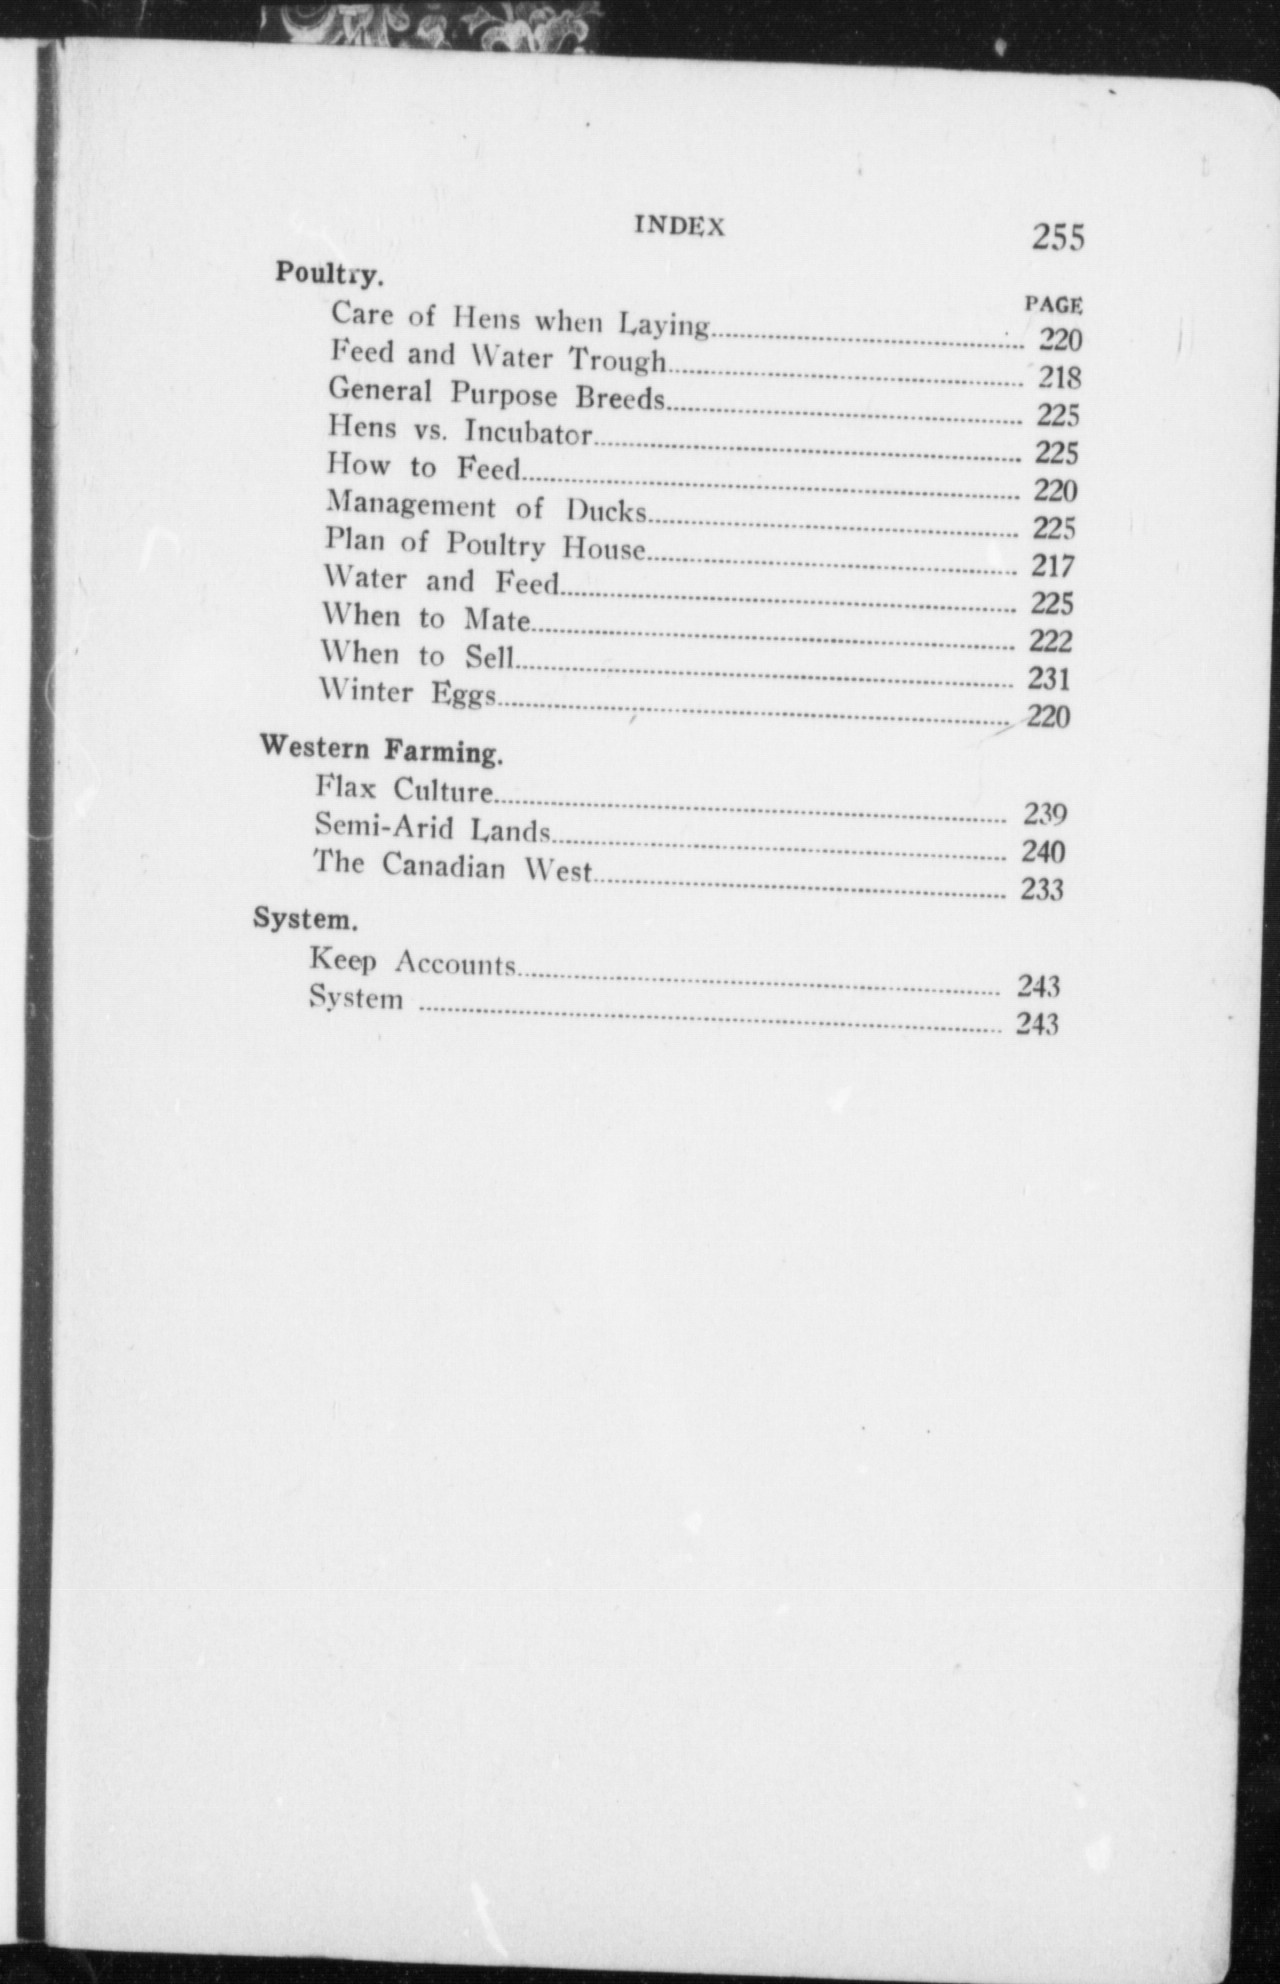 INDEX 255
Poultry.
PAGE
Care of Hens when Laying 220
Feed and Water Trough 218
General Purpose Breeds 225
Hens vs. Incubator 225
How to Feed 220
Management of Ducks 225
Plan of Poultry House 217
Water and Feed 225
When to Mate 222
When to Sell 231
Winter Eggs 220
Western Farming.
Flax Culture 239
Semi-Arid Lands 240
The Canadian West 233
System.
Keep Accounts 243
System 243